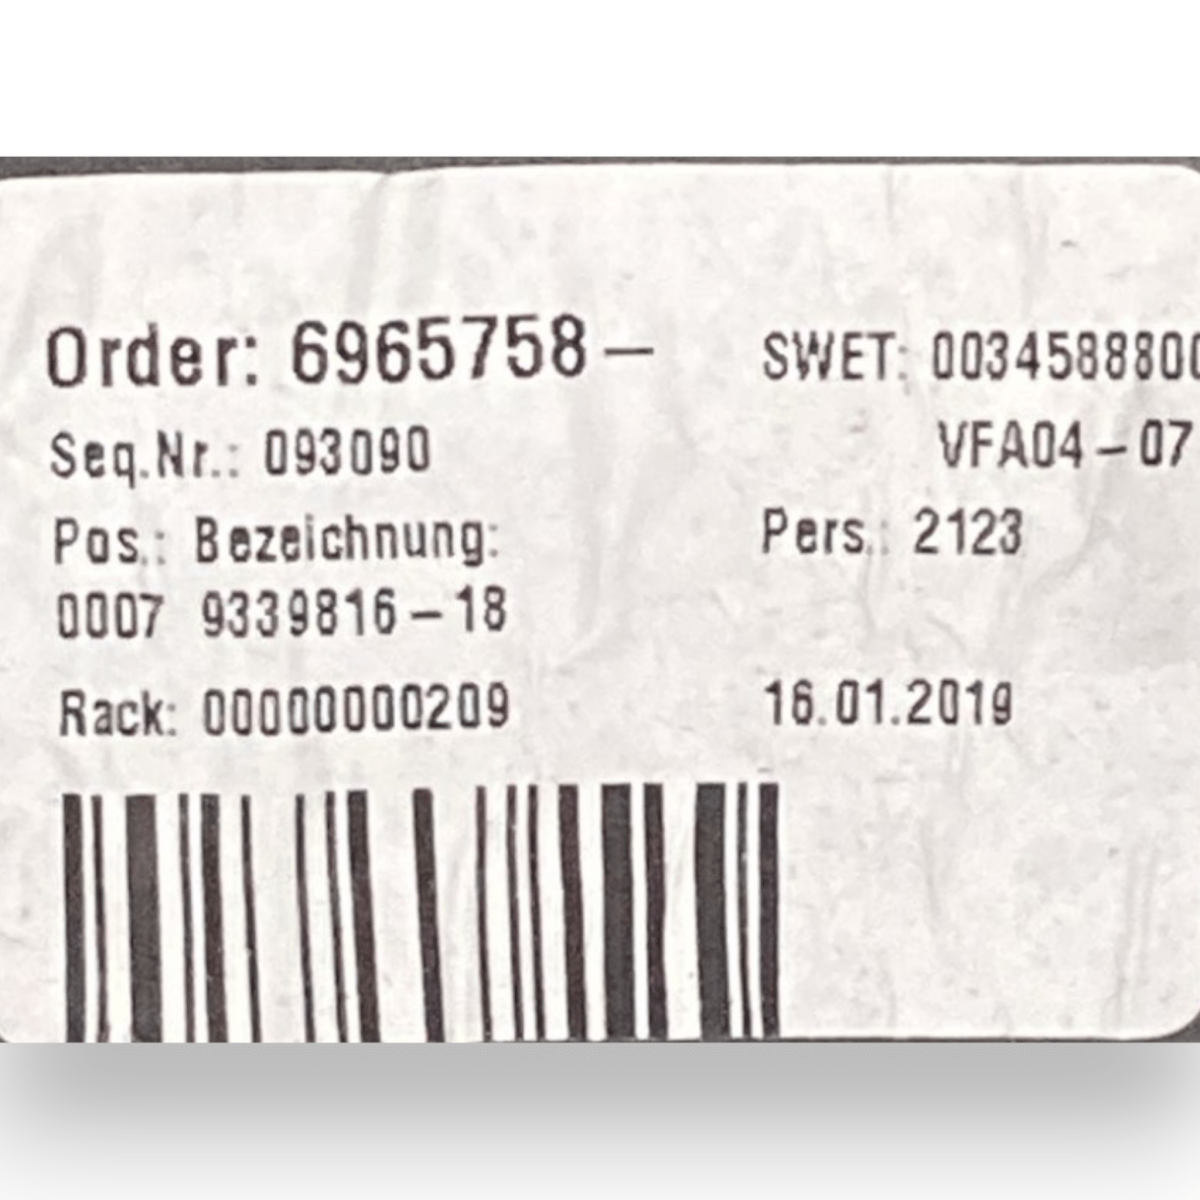 Order: 6965758-
SWET: 0034588800
Seq.Nr.: 093090
VFA04-07
Pos.: Bezeichnung:
Pers.: 2123
0007 9339816-18
Rack: 00000000209
16.01.2019